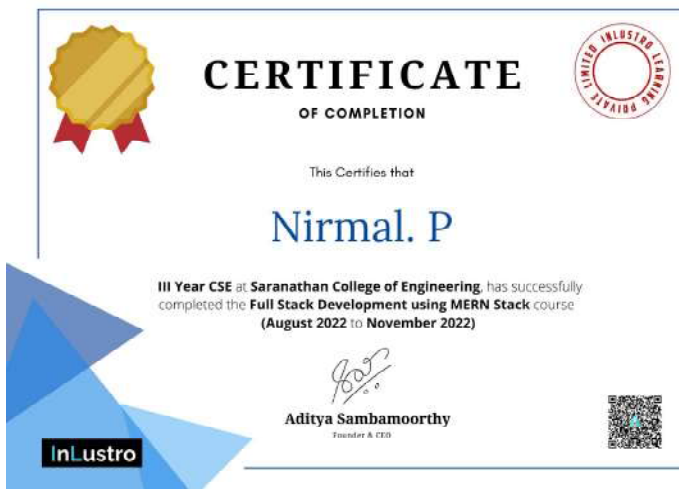 CERTIFICATE
INLUSTRO LEARNING PRIVATE LIMITED
OF COMPLETION
This Certifies that
Nirmal. P
III Year CSE at Saranathan College of Engineering, has successfully
completed the Full Stack Development using MERN Stack course
(August 2022 to November 2022)
Aditya Sambamoorthy
Founder & CEO
InLustro